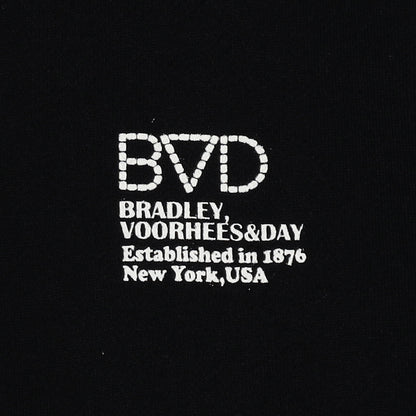 BVD
BRADLEY,
VOORHEES&DAY
Established in 1876
New York,USA